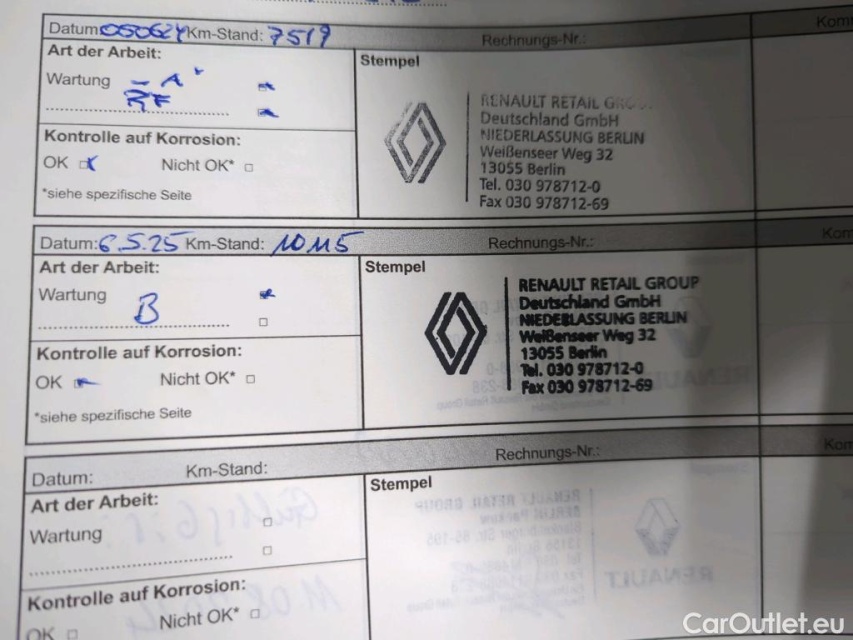 Datum: 050624 Km-Stand: 7519 Rechnungs-Nr.: Kom
Art der Arbeit:
Wartung - A
RF
Kontrolle auf Korrosion:
OK Nicht OK*
*siehe spezifische Seite
Stempel
RENAULT RETAIL GROUP
Deutschland GmbH
NIEDERLASSUNG BERLIN
Weißenseer Weg 32
13055 Berlin
Tel. 030 978712-0
Fax 030 978712-69
Datum: 6.5.25 Km-Stand: 10115 Rechnungs-Nr.: Kom
Art der Arbeit:
Wartung
B
Kontrolle auf Korrosion:
OK Nicht OK*
*siehe spezifische Seite
Stempel
RENAULT RETAIL GROUP
Deutschland GmbH
NIEDERLASSUNG BERLIN
Weißenseer Weg 32
13055 Berlin
Tel. 030 978712-0
Fax 030 978712-69
Datum: Km-Stand: Rechnungs-Nr.: Kom
Art der Arbeit:
Wartung
Kontrolle auf Korrosion:
OK Nicht OK*
Stempel
CarOutlet.eu